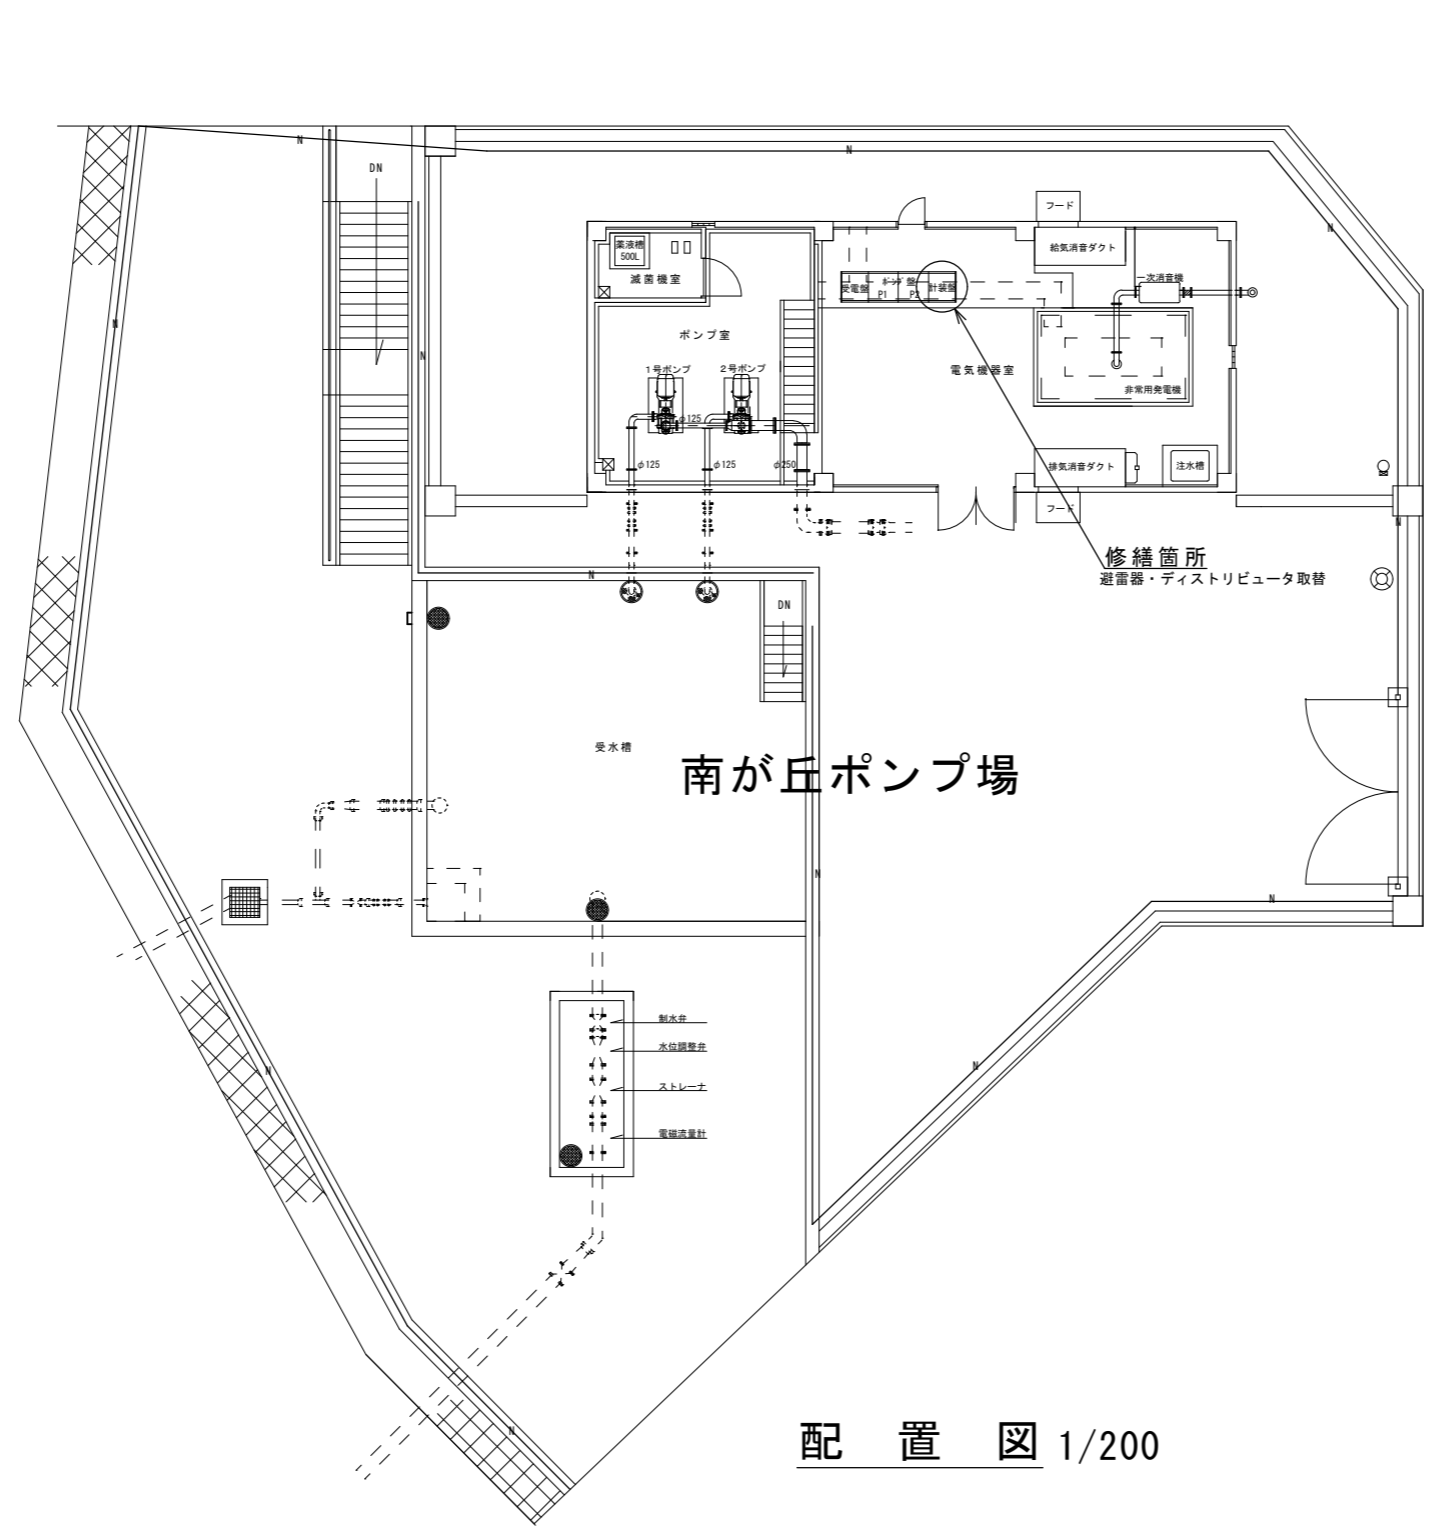 N
N
DN
フード
薬液槽
500L
給気消音ダクト
N
滅菌機室
一次消音機
受電盤
ポンプ盤
P1
P2
計装盤
N
ポンプ室
N
1号ポンプ
2号ポンプ
電気機器室
非常用発電機
φ125
φ125
φ125
φ250
排気消音ダクト
注水槽
フード
N
修繕箇所
避雷器・ディストリビュータ取替
N
DN
受水槽
南が丘ポンプ場
N
N
制水弁
水位調整弁
N
N
ストレーナ
電磁流量計
N
配置図 1/200